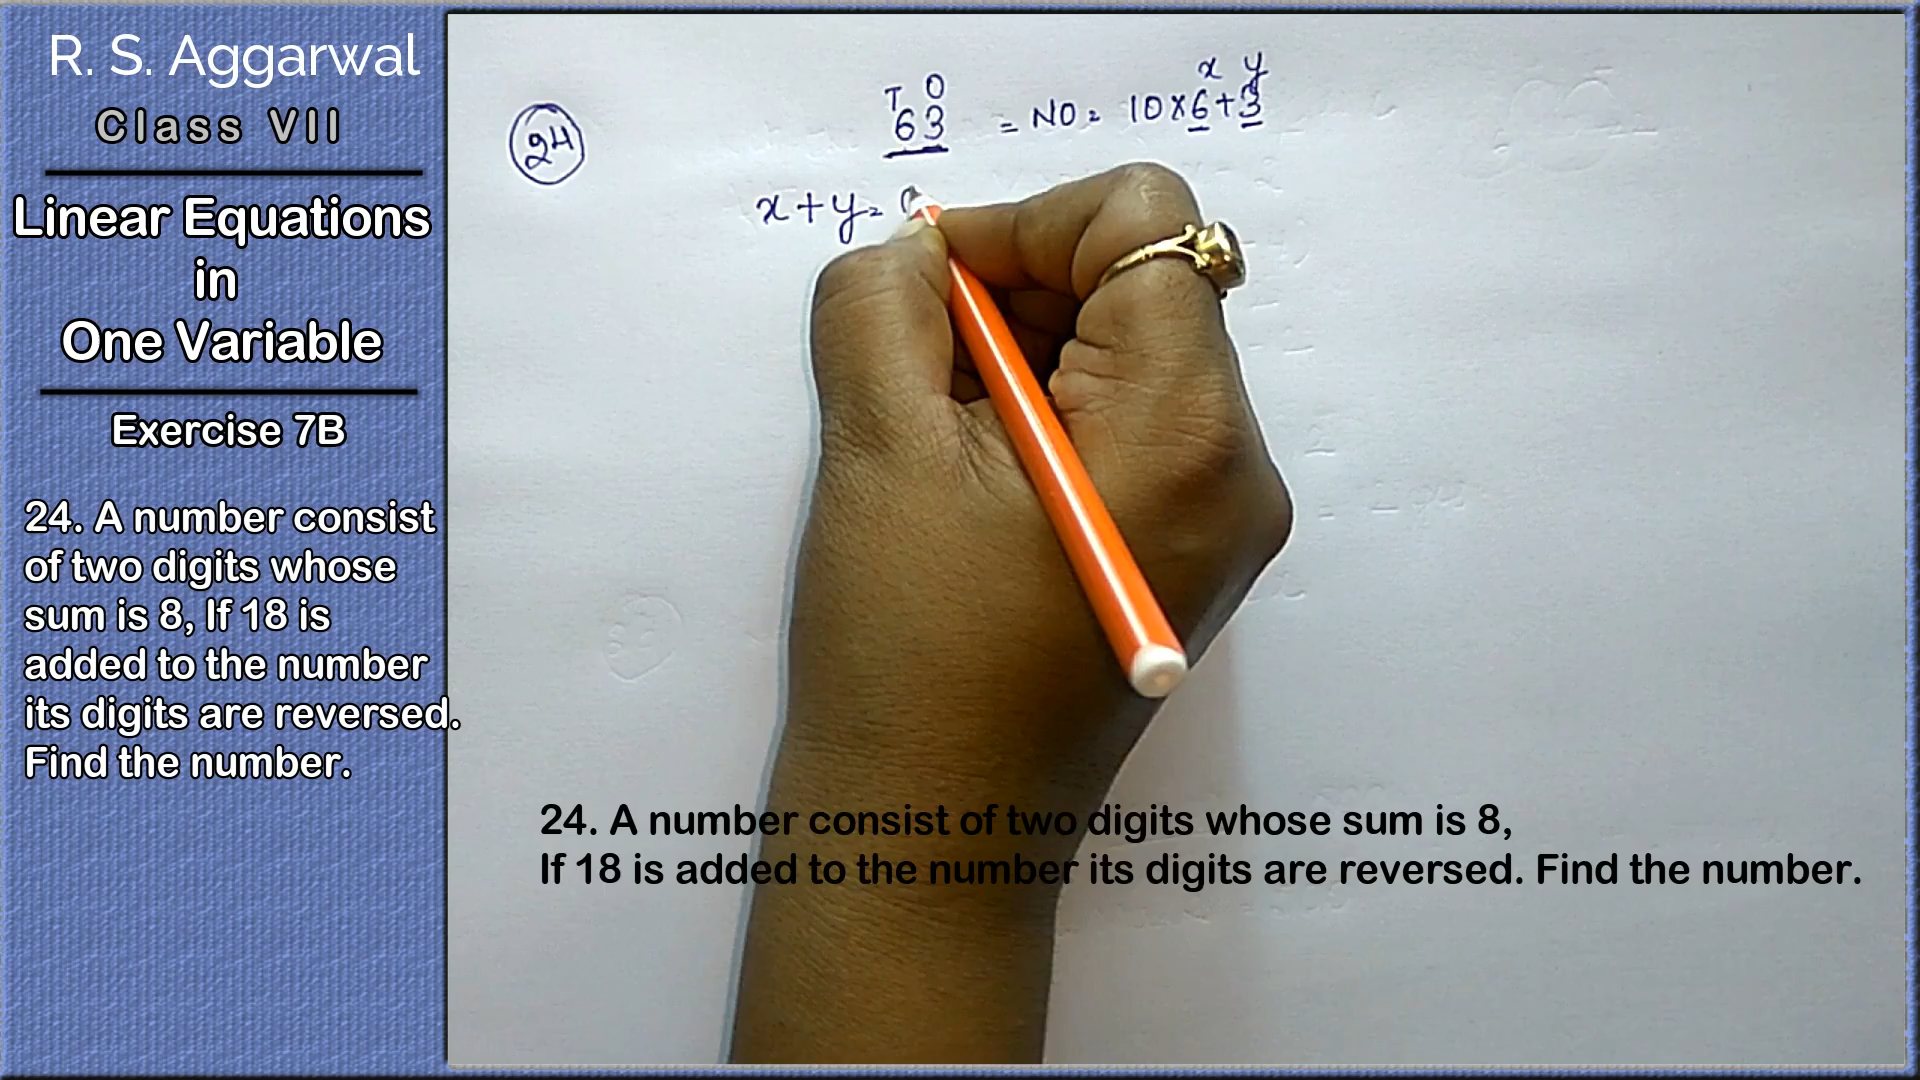 R. S. Aggarwal
Class VII
Linear Equations
in
One Variable
Exercise 7B
24. A number consist
of two digits whose
sum is 8, If 18 is
added to the number
its digits are reversed.
Find the number.
24
x y
T O
63 = NO = 10×6+3
x+y=
24. A number consist of two digits whose sum is 8,
If 18 is added to the number its digits are reversed. Find the number.